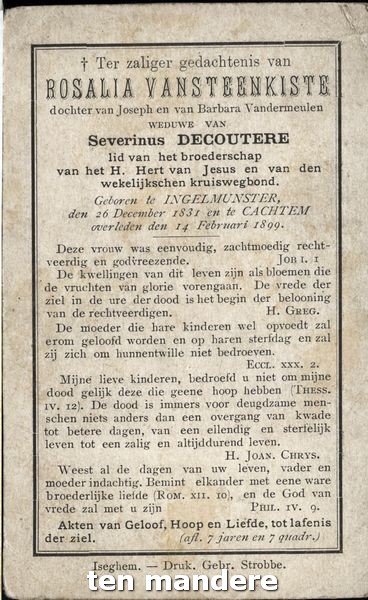 † Ter zaliger gedachtenis van
ROSALIA VANSTEENKISTE
dochter van Joseph en van Barbara Vandermeulen
WEDUWE VAN
Severinus DECOUTERE
lid van het broederschap
van het H. Hert van Jesus en van den
wekelijkschen kruiswegbond.
Geboren te INGELMUNSTER,
den 26 December 1831 en te CACHTEM
overleden den 14 Februari 1899.
Deze vrouw was eenvoudig, zachtmoedig recht-
veerdig en godvreezende. JOB I. 1
De kwellingen van dit leven zijn als bloemen die
de vruchten van glorie vorengaan. De vrede der
ziel in de ure der dood is het begin der belooning
van de rechtveerdigen. H. GREG.
De moeder die hare kinderen wel opvoedt zal
erom geloofd worden en op haren sterfdag en zal
zij zich om hunnentwille niet bedroeven.
ECCL. XXX. 2.
Mijne lieve kinderen, bedroefd u niet om mijne
dood gelijk deze die geene hoop hebben (THESS.
IV. 12). De dood is immers voor deugdzame men-
schen niets anders dan een overgang van kwade
tot betere dagen, van een eilendig en sterfelijk
leven tot een zalig en altijddurend leven.
H. JOAN. CHRYS.
Weest al de dagen van uw leven, vader en
moeder indachtig. Bemint elkander met eene ware
broederlijke liefde (ROM. XII. 10), en de God van
vrede zal met u zijn PHIL. IV. 9.
Akten van Geloof, Hoop en Liefde, tot lafenis
der ziel. (afl. 7 jaren en 7 quadr.)
Iseghem. — Druk. Gebr. Strobbe.
ten mandere